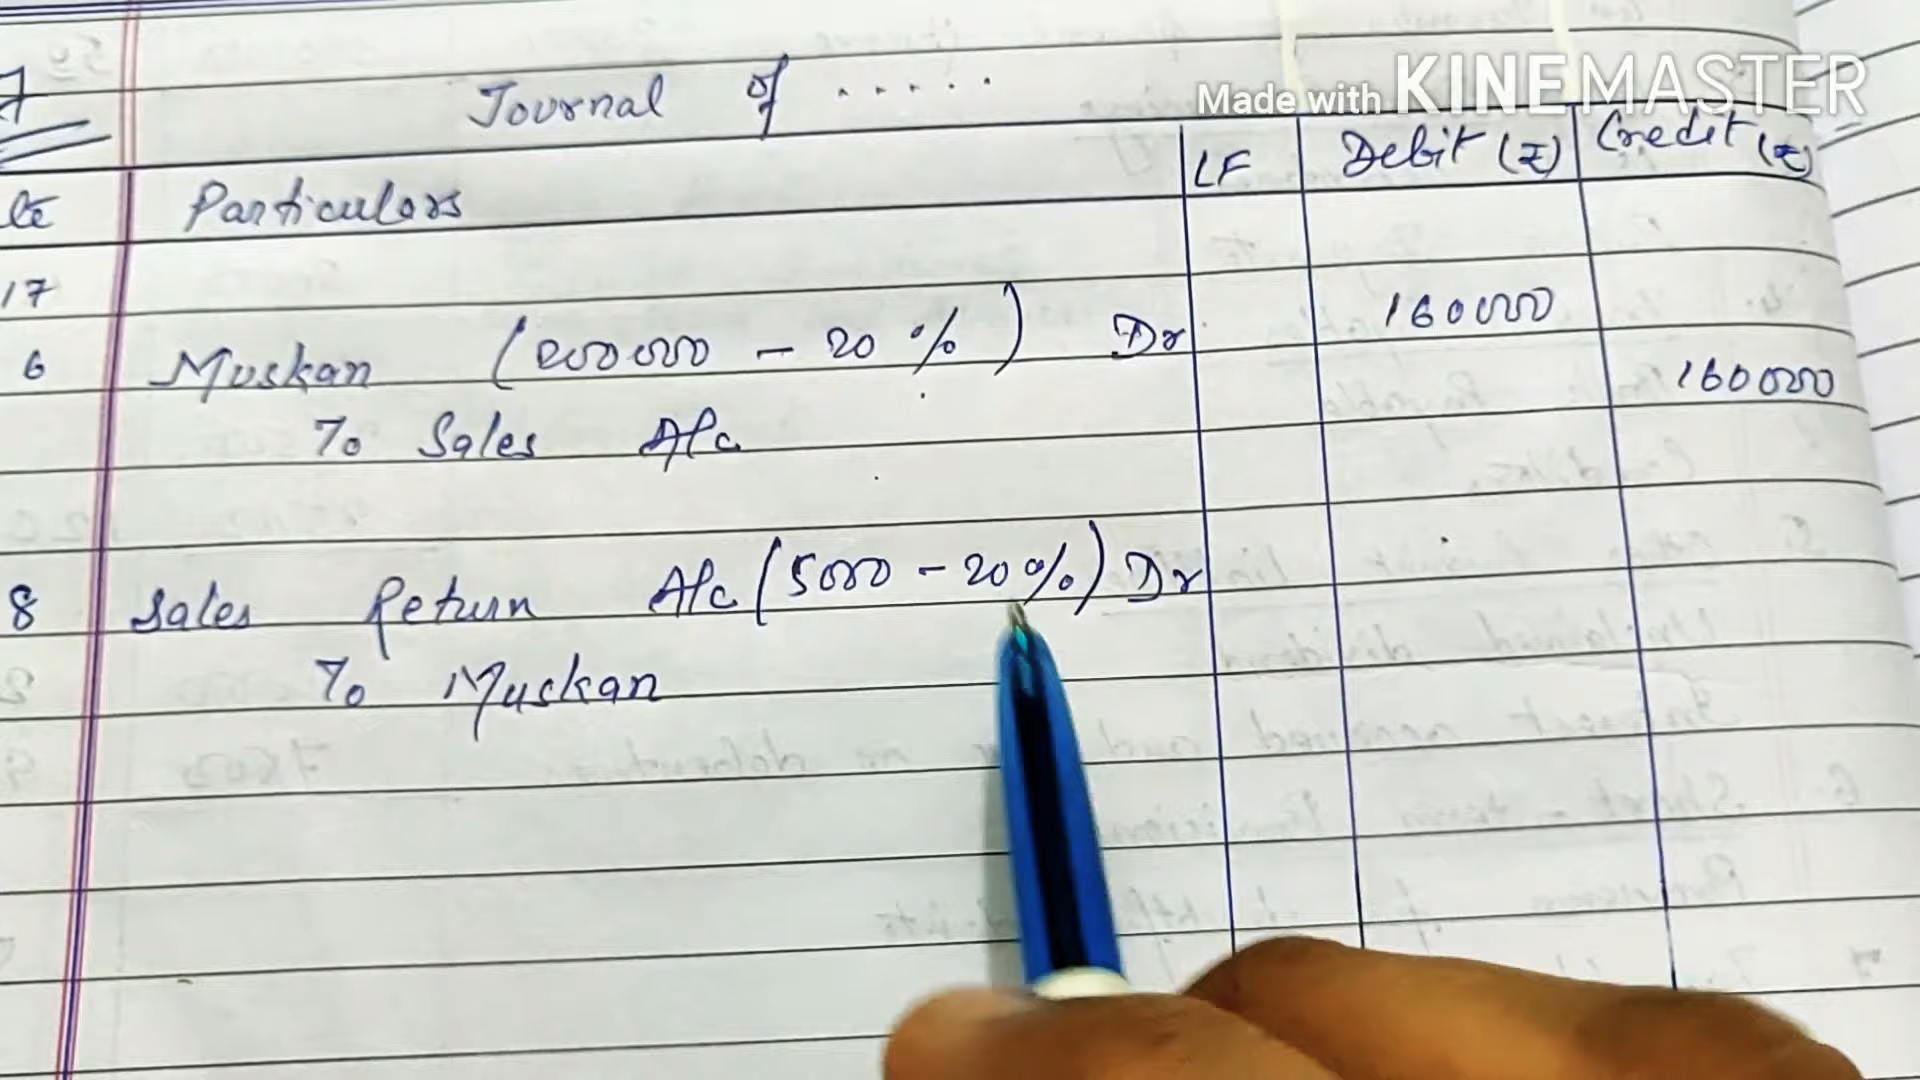 Journal of .....
Made with KINEMASTER
Particulars LF Debit (₹) Credit (₹)
17
6 Muskan (200000 - 20%) Dr 160000
To Sales A/c 160000
8 Sales Return A/c (5000 - 20%) Dr
To Muskan